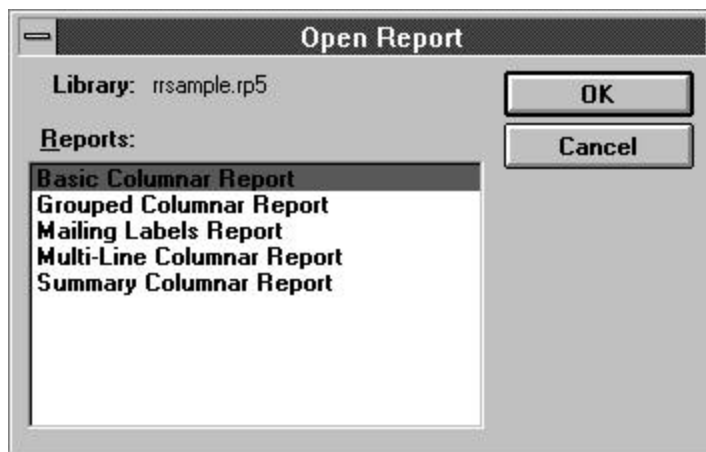 Open Report
Library: rrsample.rp5
OK
Reports:
Cancel
Basic Columnar Report
Grouped Columnar Report
Mailing Labels Report
Multi-Line Columnar Report
Summary Columnar Report